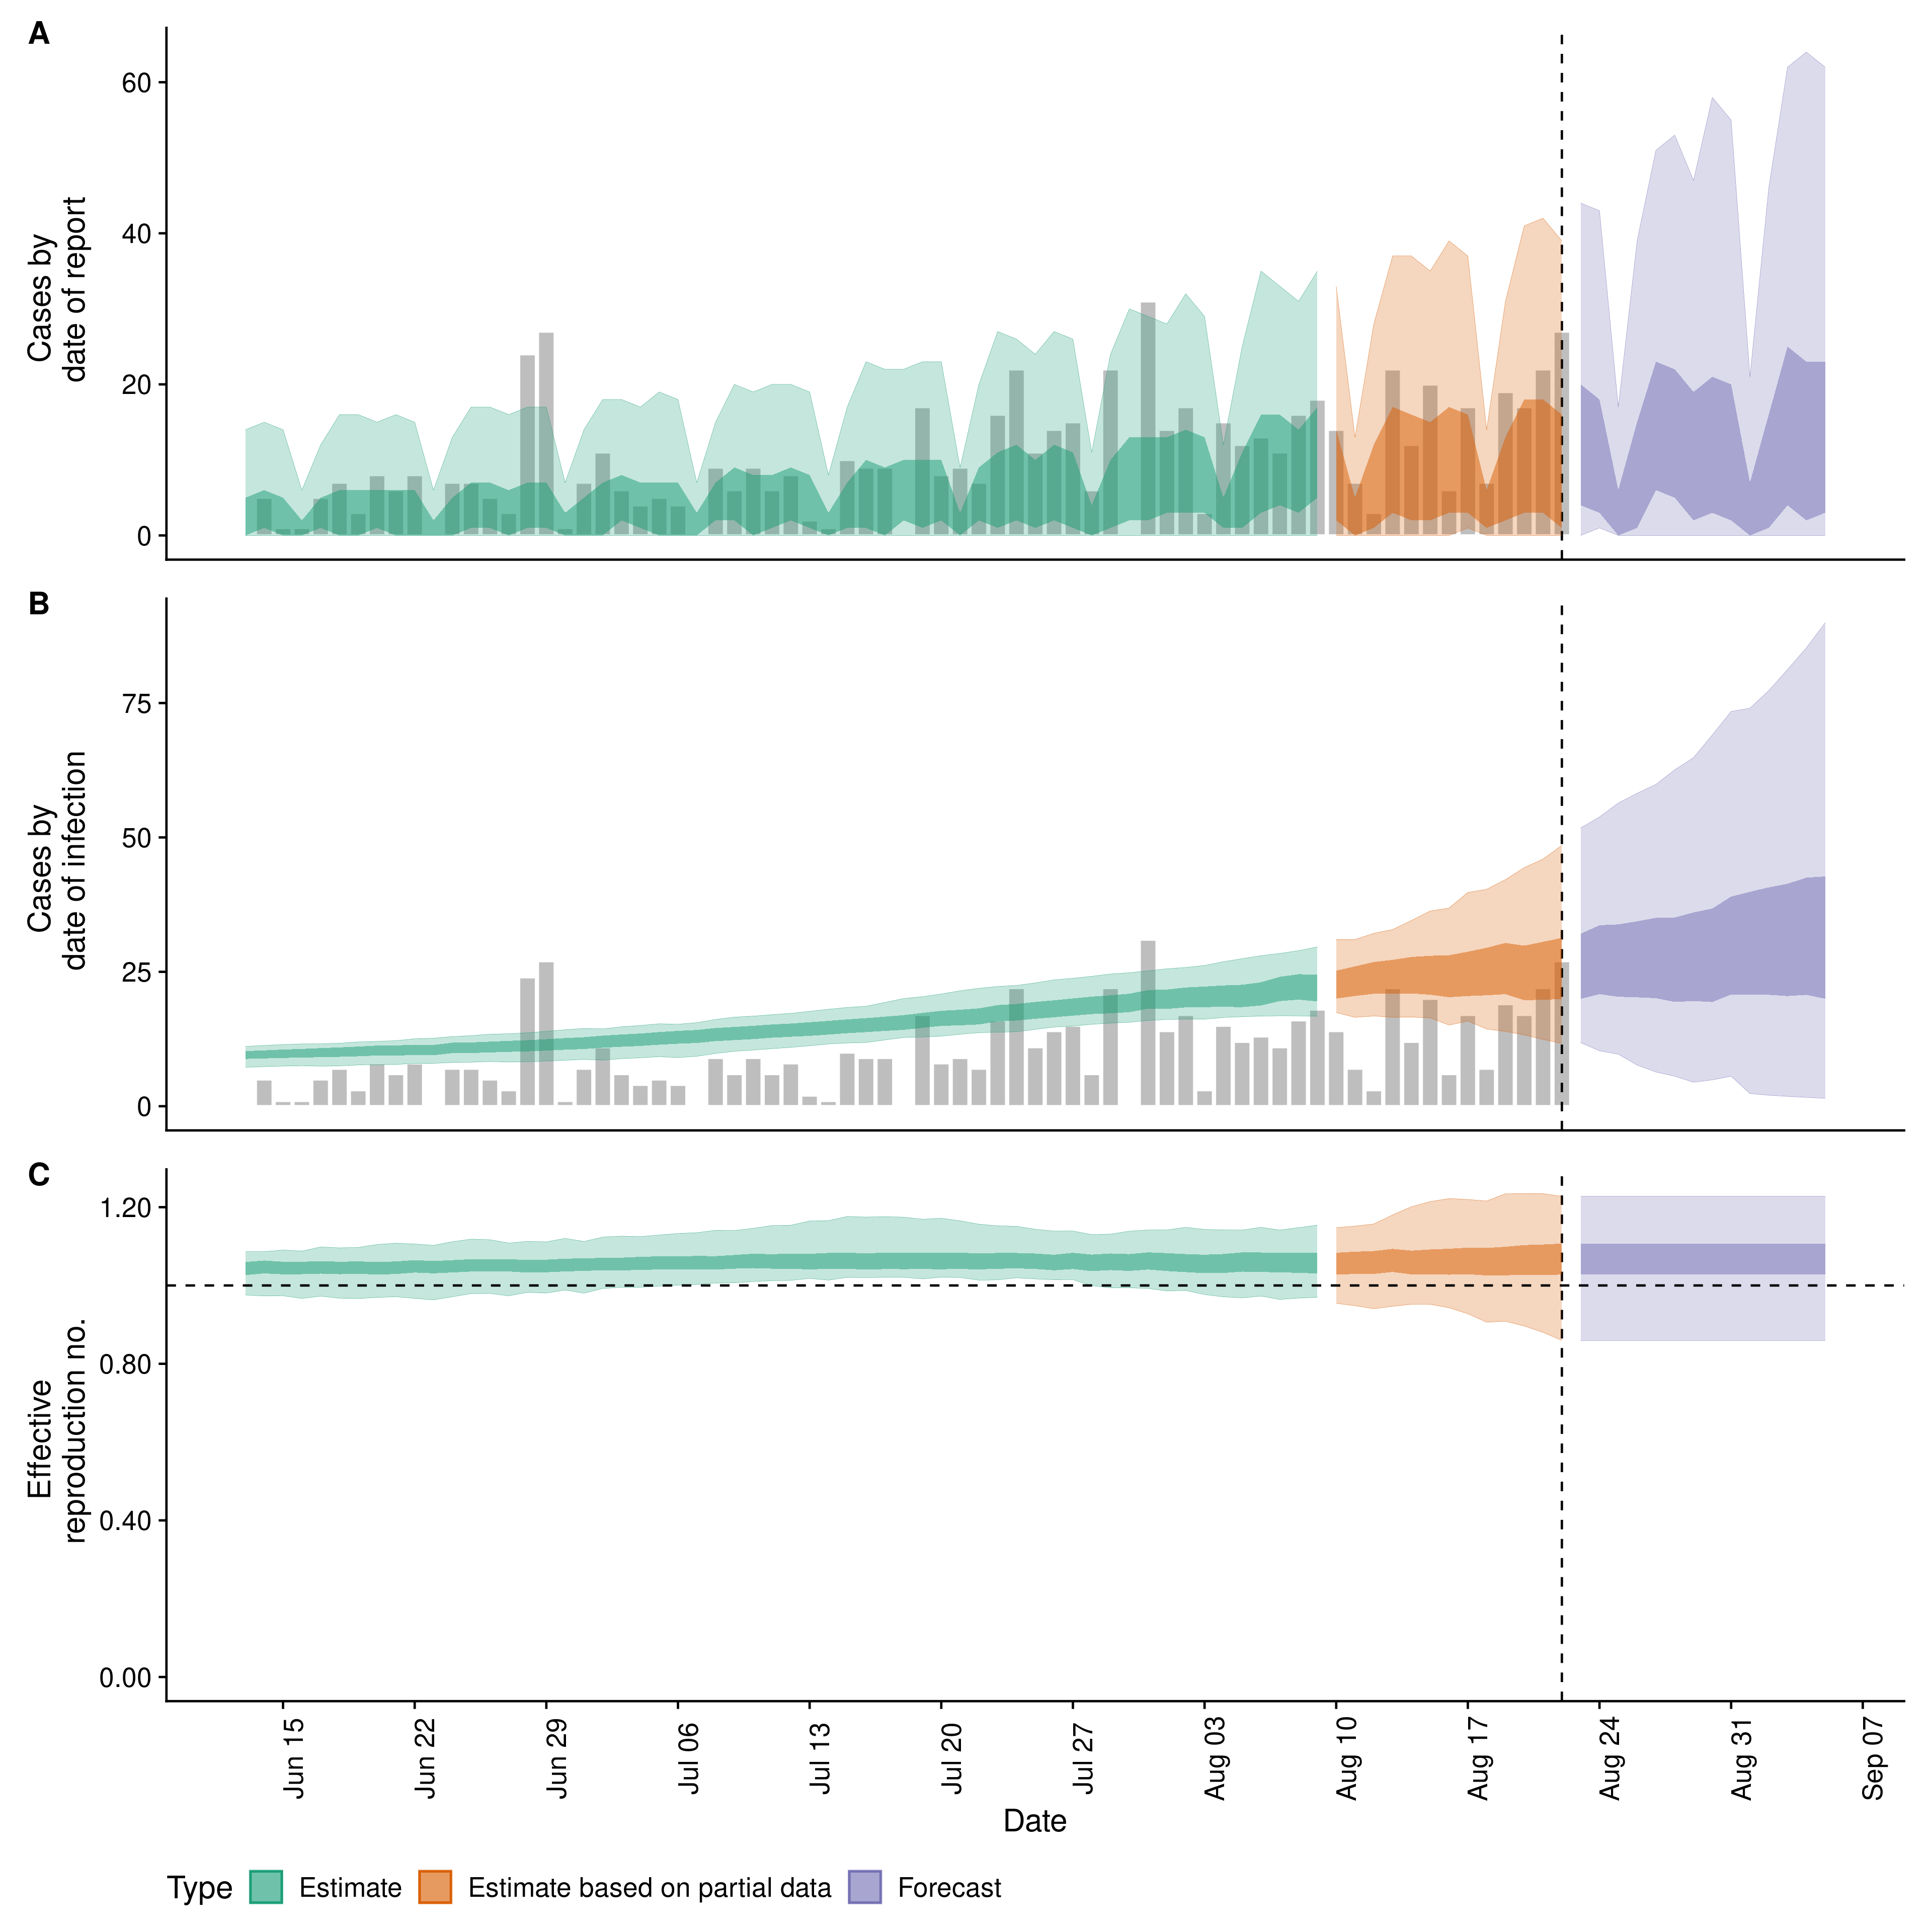 A
Cases by
date of report
60
40
20
0
B
Cases by
date of infection
75
50
25
0
C
Effective
reproduction no.
1.20
0.80
0.40
0.00
Jun 15
Jun 22
Jun 29
Jul 06
Jul 13
Jul 20
Jul 27
Aug 03
Aug 10
Aug 17
Aug 24
Aug 31
Sep 07
Date
Type Estimate Estimate based on partial data Forecast